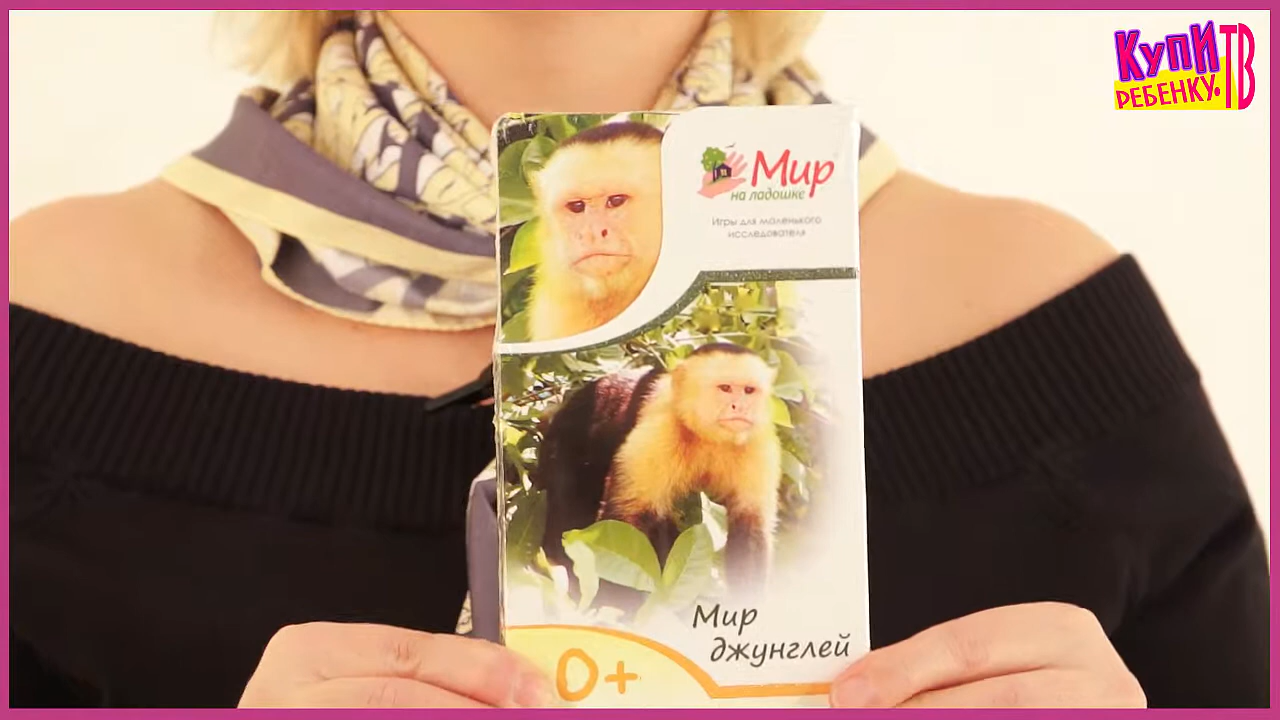 КУПИ
РЕБЕНКУ.ТВ
Мир
на ладошке
Игры для маленького
исследователя
Мир
джунглей
0+